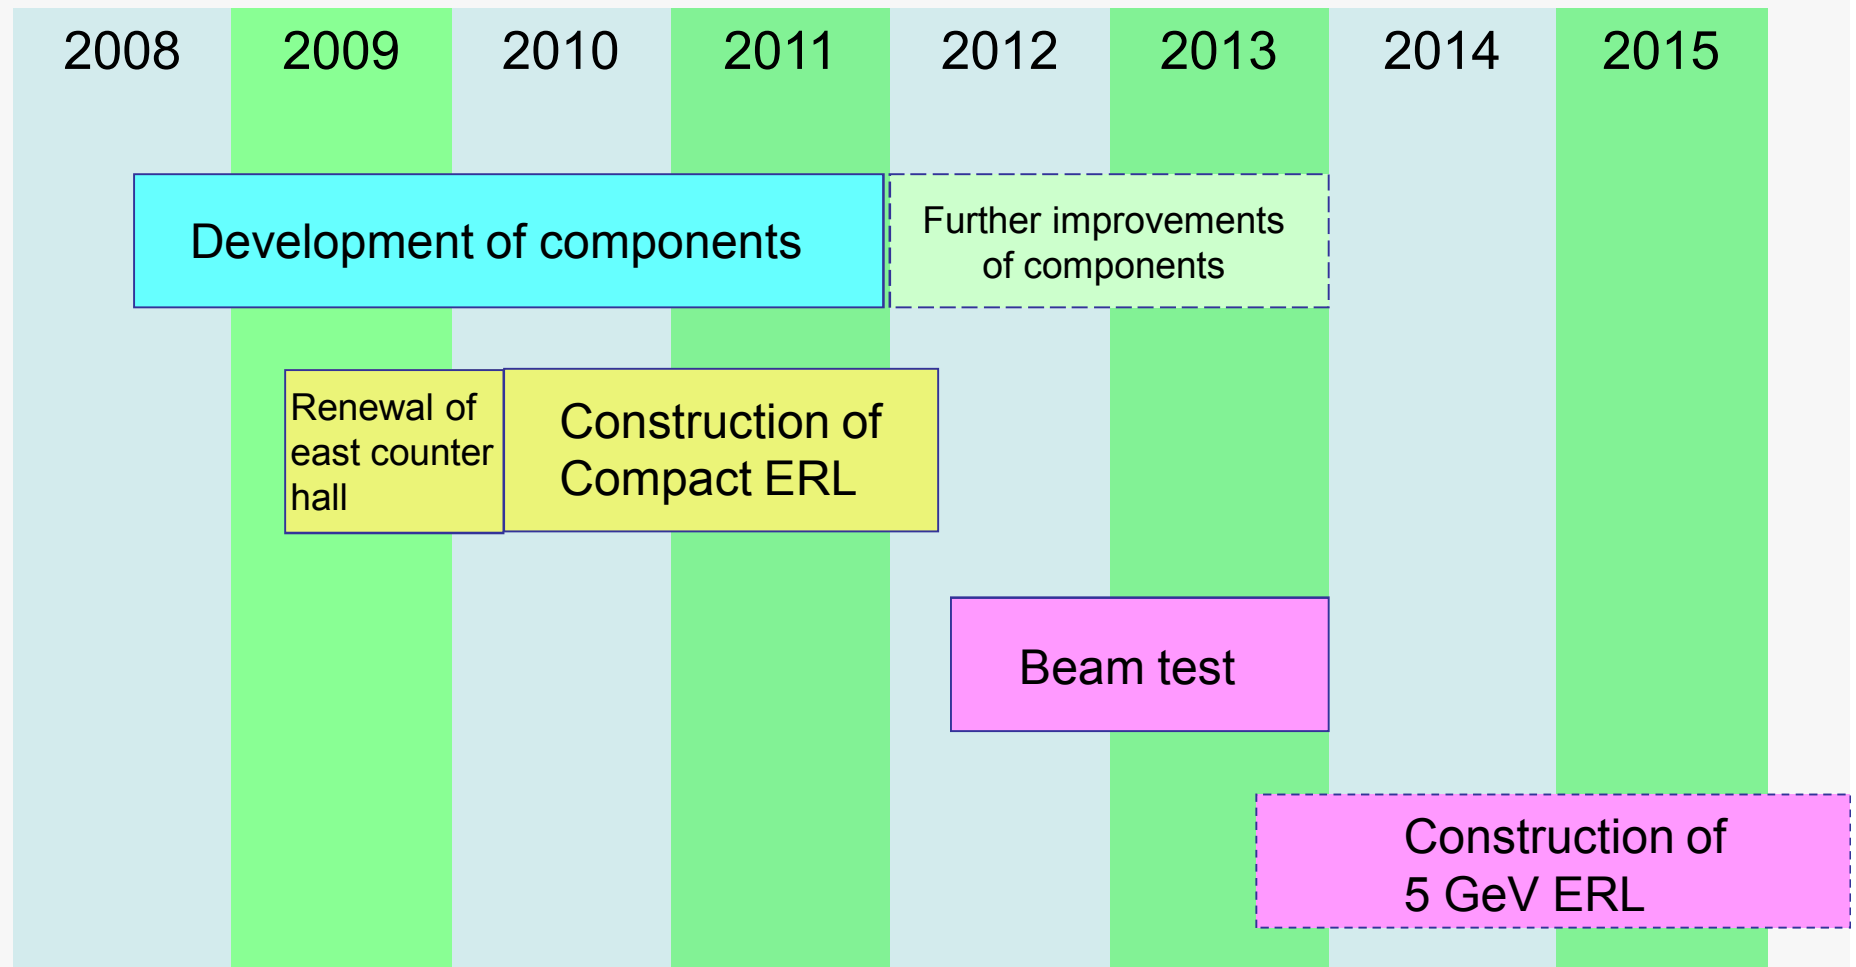 2008 2009 2010 2011 2012 2013 2014 2015
Development of components
Further improvements
of components
Renewal of
east counter
hall
Construction of
Compact ERL
Beam test
Construction of
5 GeV ERL